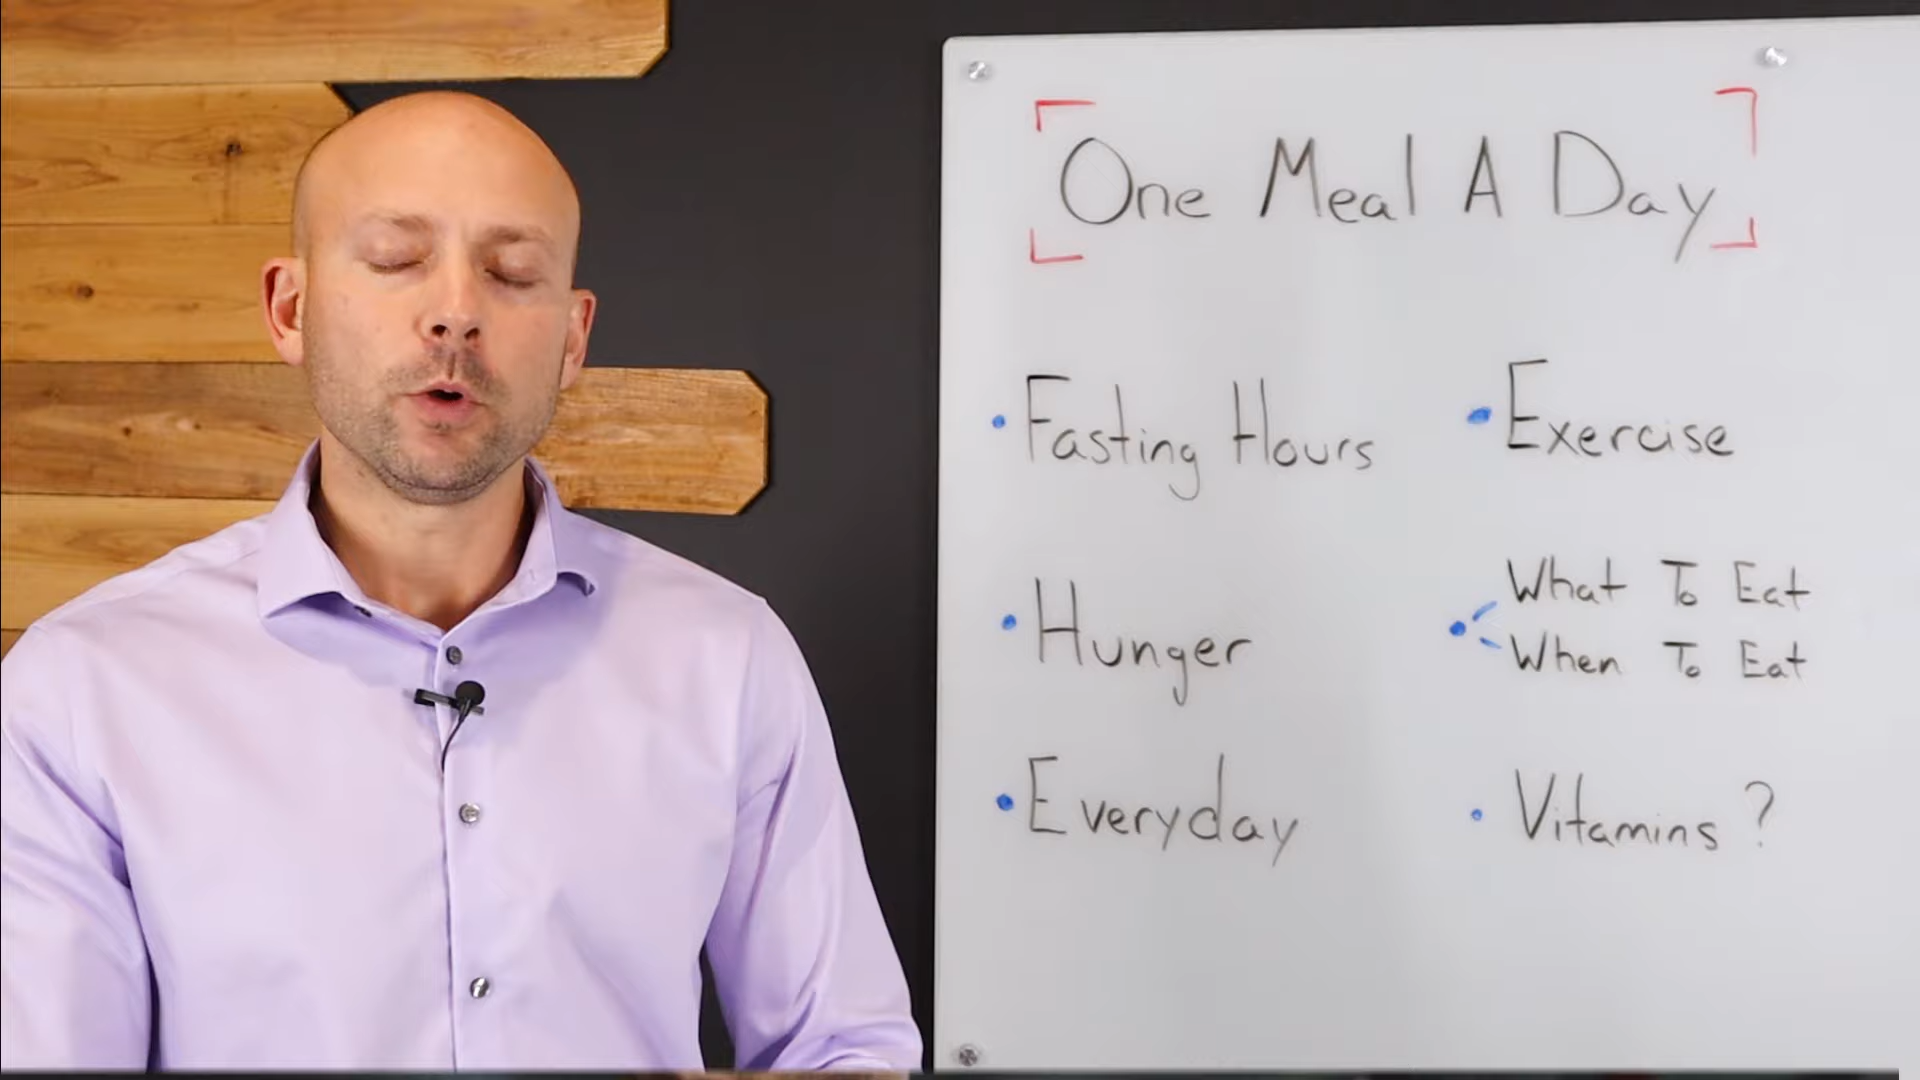 One Meal A Day
• Fasting Hours
• Hunger
• Everyday
• Exercise
• What To Eat
When To Eat
• Vitamins ?